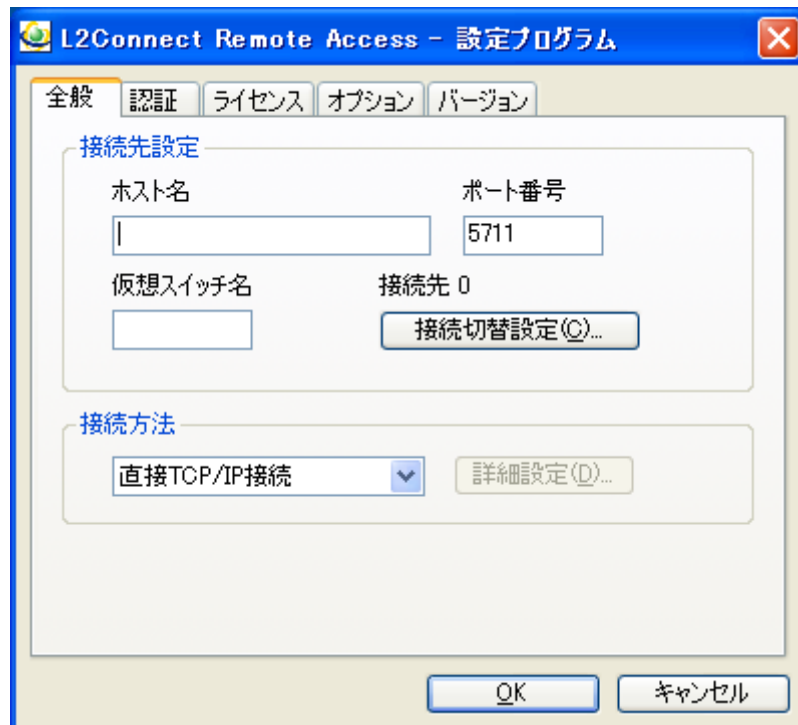 L2Connect Remote Access - 設定プログラム
全般 認証 ライセンス オプション バージョン
接続先設定
ホスト名 ポート番号
5711
仮想スイッチ名 接続先 0
接続切替設定(C)...
接続方法
直接TCP/IP接続 詳細設定(D)...
OK キャンセル